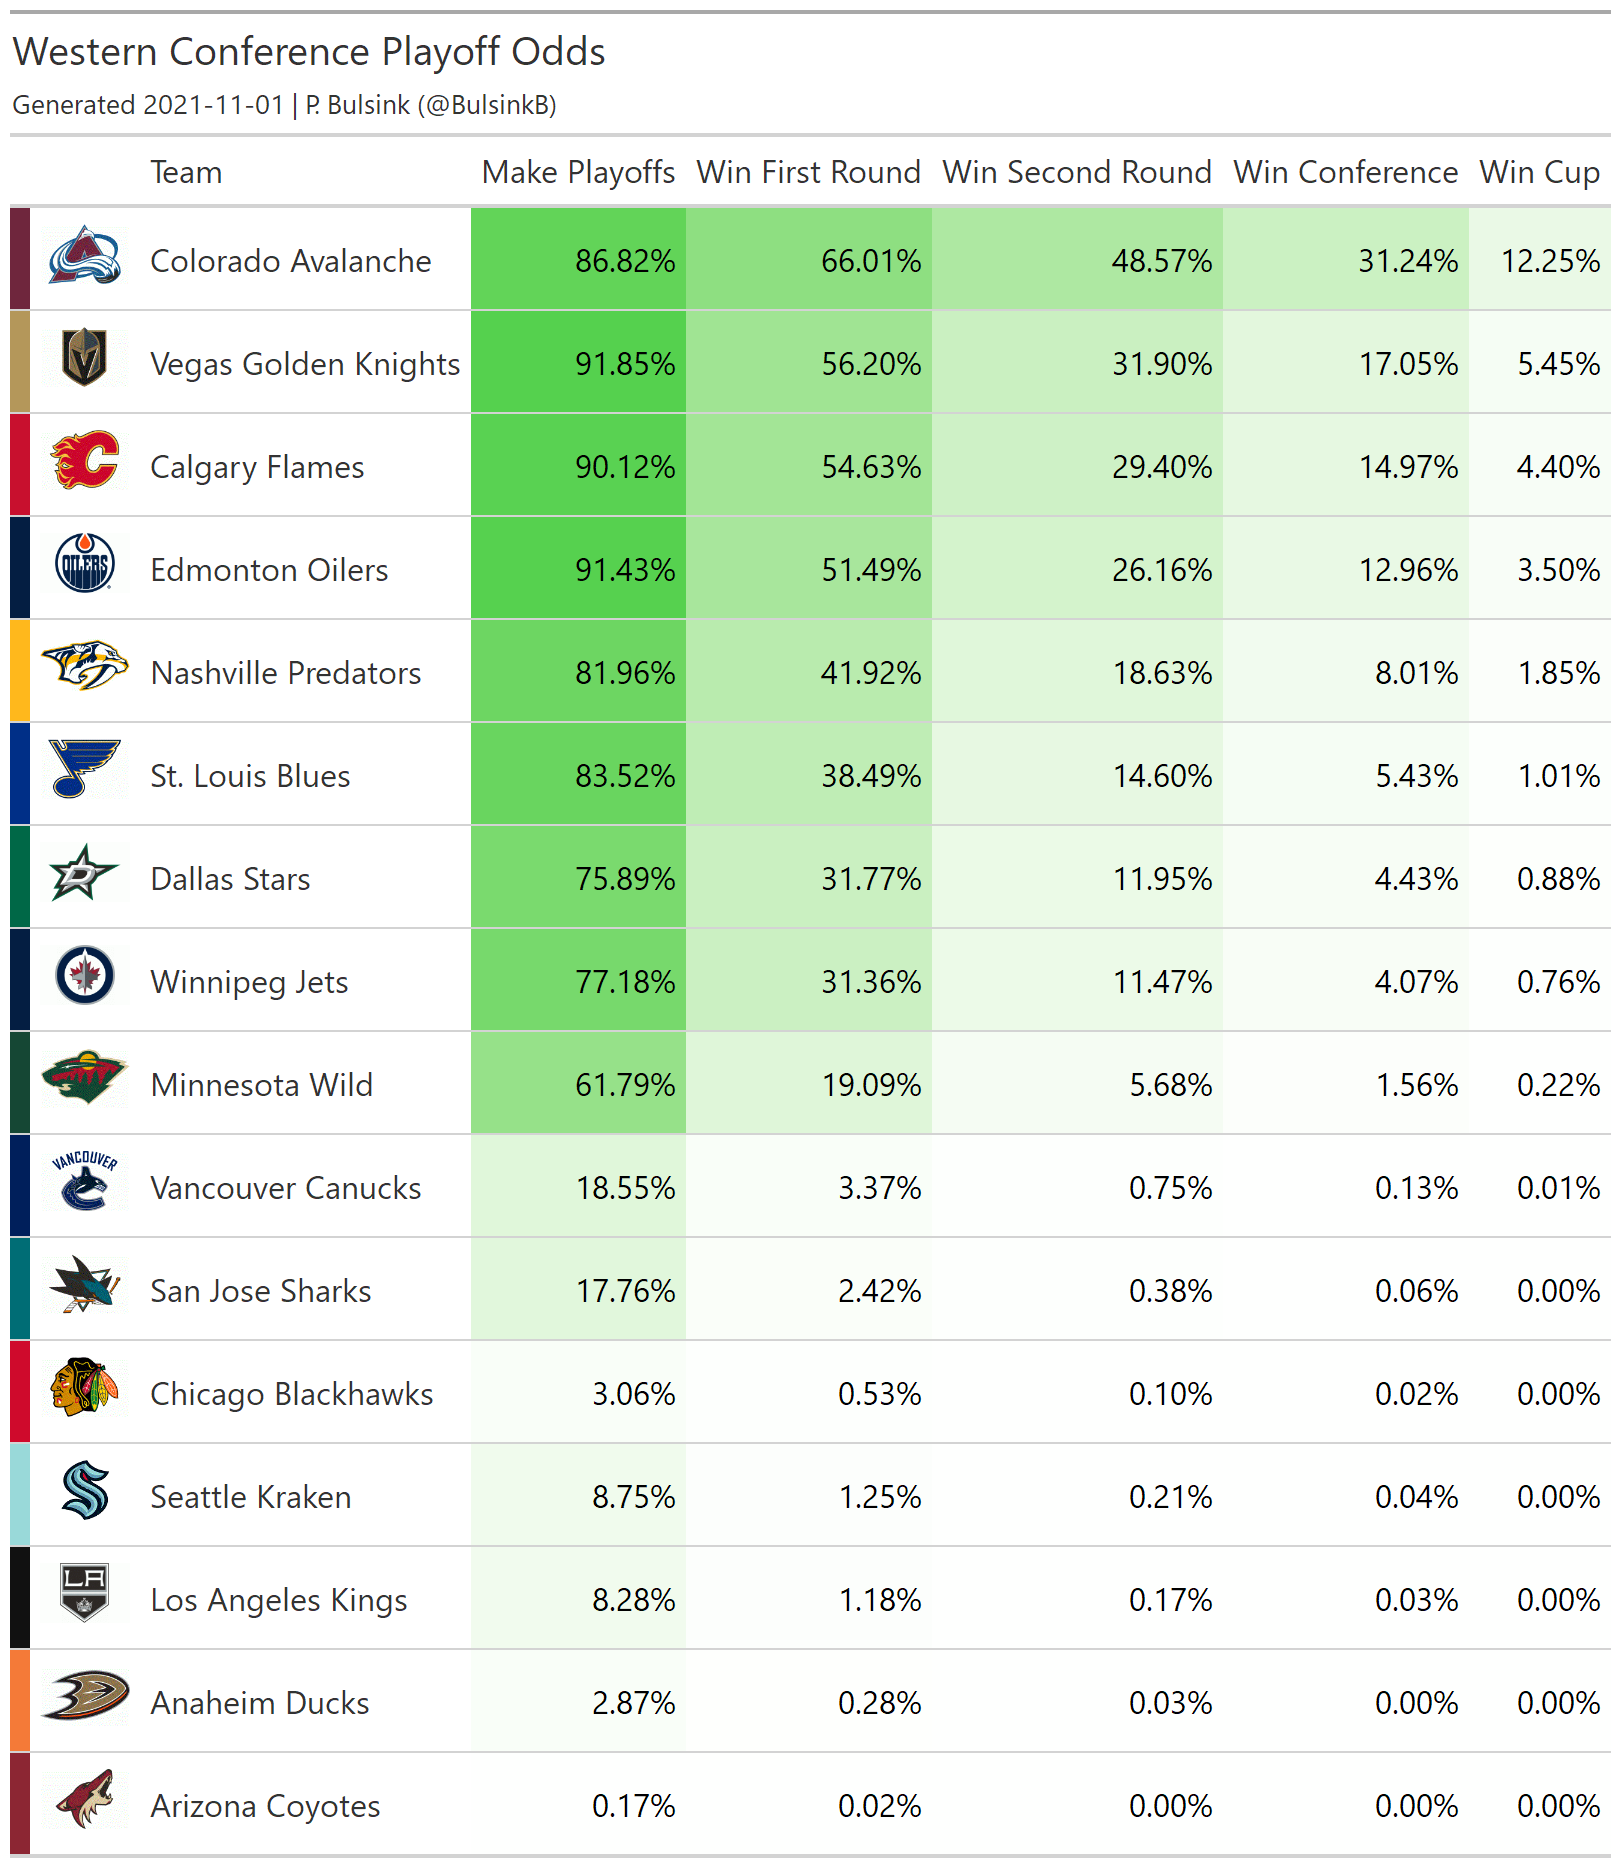 Western Conference Playoff Odds
Generated 2021-11-01 | P. Bulsink (@BulsinkB)
Team Make Playoffs Win First Round Win Second Round Win Conference Win Cup
Colorado Avalanche 86.82% 66.01% 48.57% 31.24% 12.25%
Vegas Golden Knights 91.85% 56.20% 31.90% 17.05% 5.45%
Calgary Flames 90.12% 54.63% 29.40% 14.97% 4.40%
OILERS Edmonton Oilers 91.43% 51.49% 26.16% 12.96% 3.50%
Nashville Predators 81.96% 41.92% 18.63% 8.01% 1.85%
St. Louis Blues 83.52% 38.49% 14.60% 5.43% 1.01%
D Dallas Stars 75.89% 31.77% 11.95% 4.43% 0.88%
Winnipeg Jets 77.18% 31.36% 11.47% 4.07% 0.76%
Minnesota Wild 61.79% 19.09% 5.68% 1.56% 0.22%
VANCOUVER Vancouver Canucks 18.55% 3.37% 0.75% 0.13% 0.01%
San Jose Sharks 17.76% 2.42% 0.38% 0.06% 0.00%
Chicago Blackhawks 3.06% 0.53% 0.10% 0.02% 0.00%
Seattle Kraken 8.75% 1.25% 0.21% 0.04% 0.00%
LA Los Angeles Kings 8.28% 1.18% 0.17% 0.03% 0.00%
Anaheim Ducks 2.87% 0.28% 0.03% 0.00% 0.00%
Arizona Coyotes 0.17% 0.02% 0.00% 0.00% 0.00%